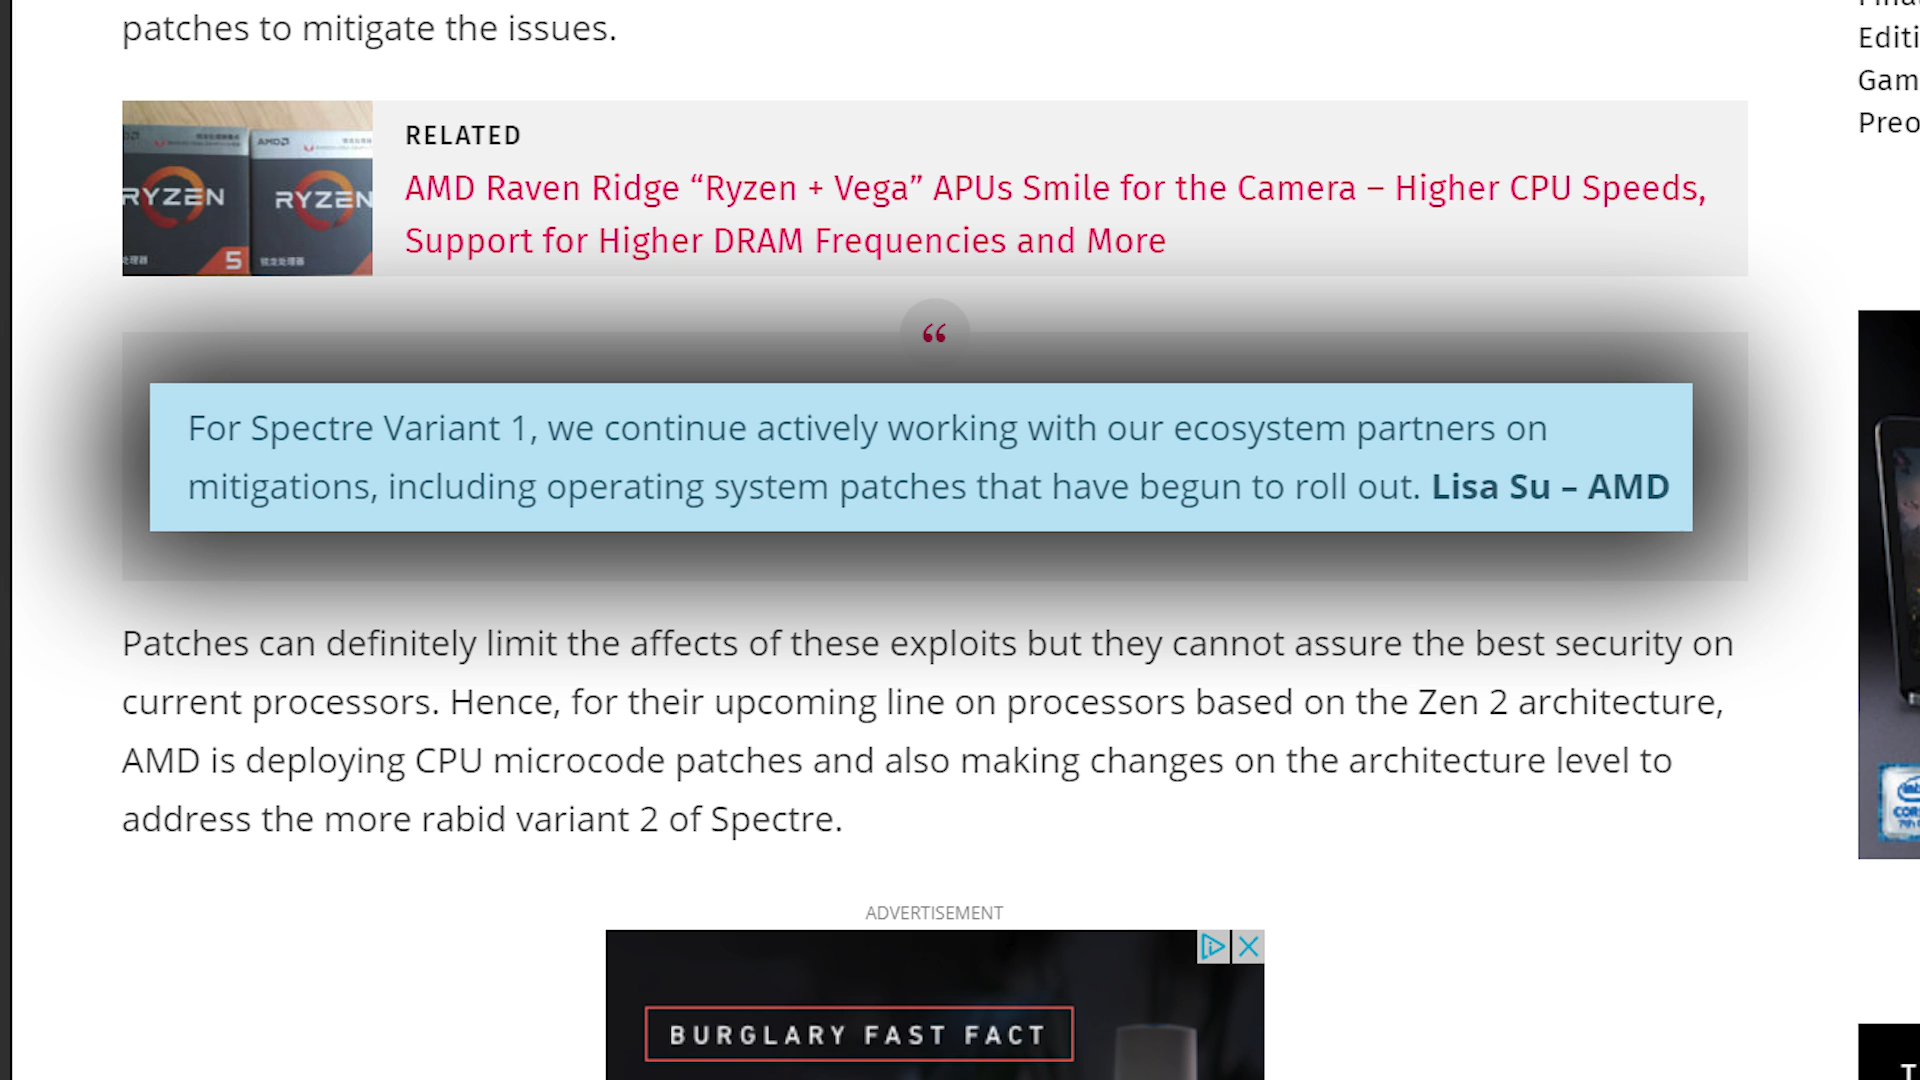 patches to mitigate the issues.
RELATED
AMD Raven Ridge “Ryzen + Vega” APUs Smile for the Camera – Higher CPU Speeds,
Support for Higher DRAM Frequencies and More
RYZEN
5
AMD
RYZEN
“
For Spectre Variant 1, we continue actively working with our ecosystem partners on
mitigations, including operating system patches that have begun to roll out. Lisa Su – AMD
Patches can definitely limit the affects of these exploits but they cannot assure the best security on
current processors. Hence, for their upcoming line on processors based on the Zen 2 architecture,
AMD is deploying CPU microcode patches and also making changes on the architecture level to
address the more rabid variant 2 of Spectre.
ADVERTISEMENT
BURGLARY FAST FACT
Editi
Gam
Preo